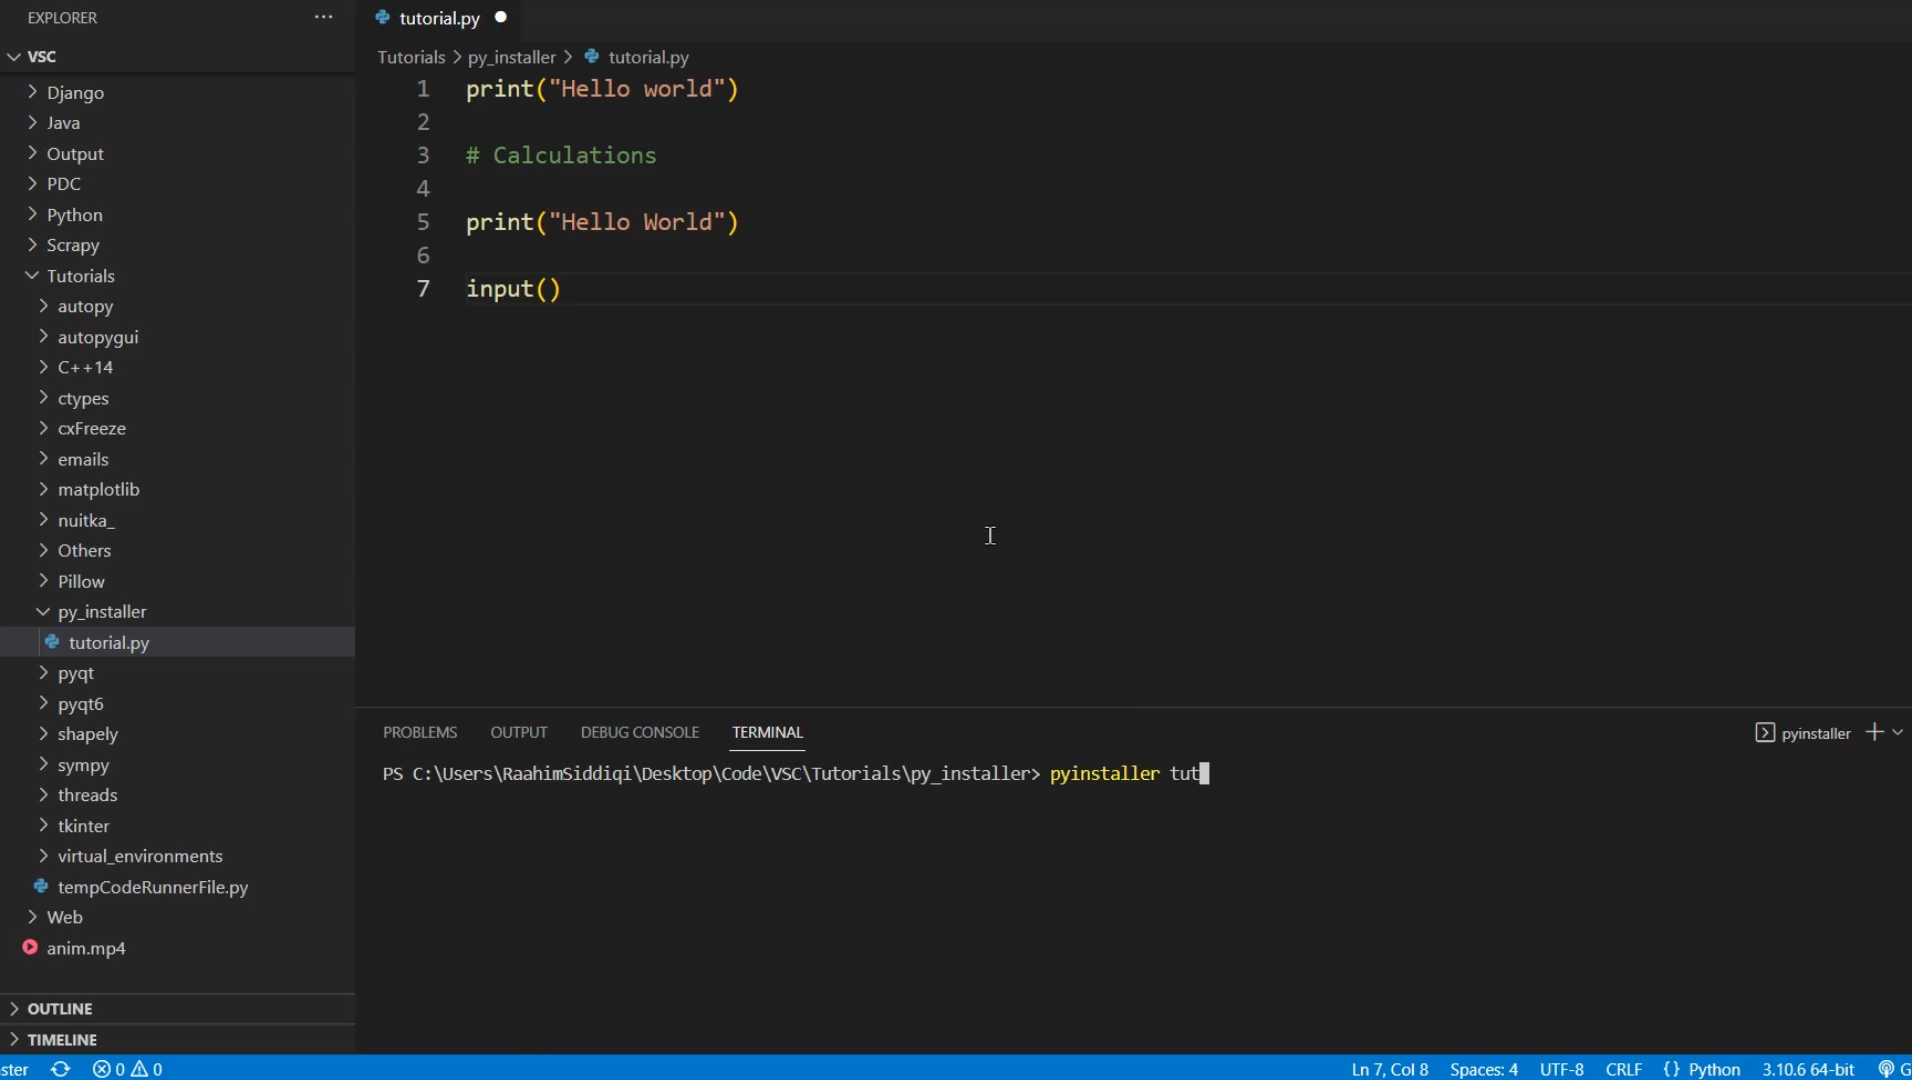 EXPLORER
VSC
Django
Java
Output
PDC
Python
Scrapy
Tutorials
autopy
autopygui
C++14
ctypes
cxFreeze
emails
matplotlib
nuitka_
Others
Pillow
py_installer
tutorial.py
pyqt
pyqt6
shapely
sympy
threads
tkinter
virtual_environments
tempCodeRunnerFile.py
Web
anim.mp4
OUTLINE
TIMELINE
tutorial.py
Tutorials > py_installer > tutorial.py
1 print("Hello world")
2
3 # Calculations
4
5 print("Hello World")
6
7 input()
PROBLEMS OUTPUT DEBUG CONSOLE TERMINAL
pyinstaller
PS C:\Users\RaahimSiddiqi\Desktop\Code\VSC\Tutorials\py_installer> pyinstaller tut
ster 0 0 Ln 7, Col 8 Spaces: 4 UTF-8 CRLF {} Python 3.10.6 64-bit G